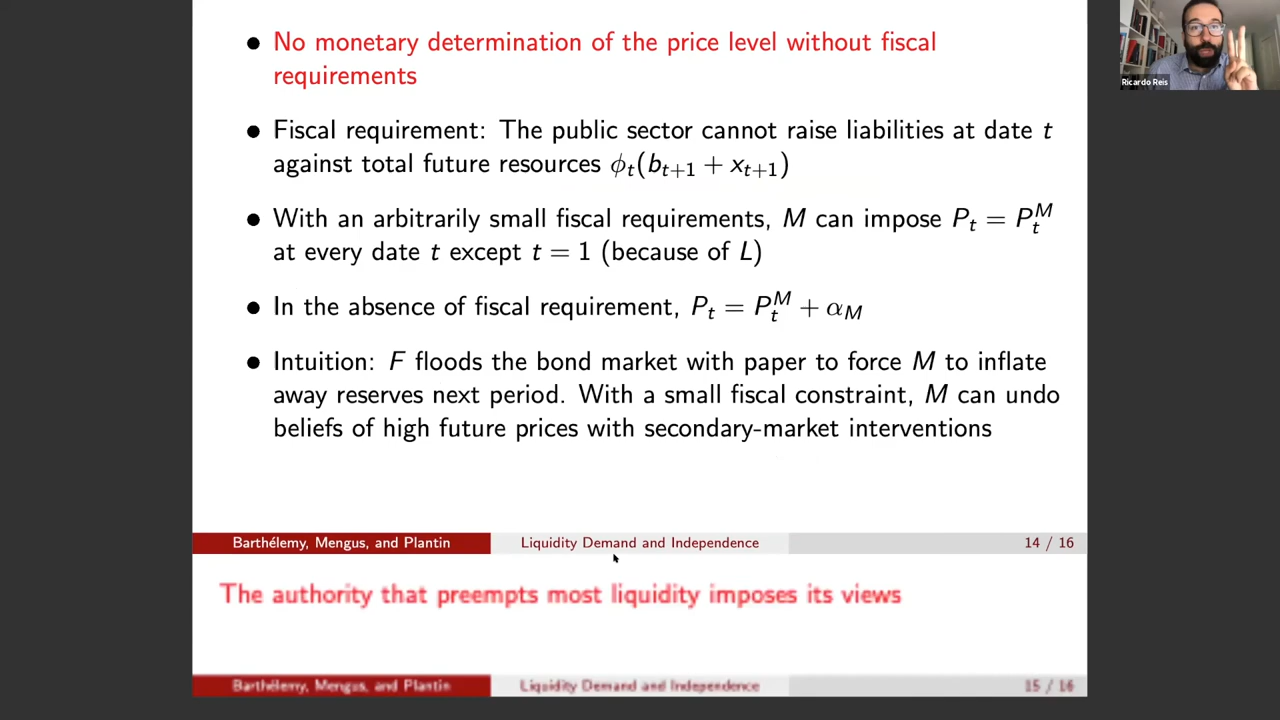 No monetary determination of the price level without fiscal
requirements
Fiscal requirement: The public sector cannot raise liabilities at date t
against total future resources ϕ_t(b_{t+1} + x_{t+1})
With an arbitrarily small fiscal requirements, M can impose P_t = P_t^M
at every date t except t = 1 (because of L)
In the absence of fiscal requirement, P_t = P_t^M + α_M
Intuition: F floods the bond market with paper to force M to inflate
away reserves next period. With a small fiscal constraint, M can undo
beliefs of high future prices with secondary-market interventions
Barthélemy, Mengus, and Plantin Liquidity Demand and Independence 14 / 16
The authority that preempts most liquidity imposes its views
Barthélemy, Mengus, and Plantin Liquidity Demand and Independence 15 / 16
Ricardo Reis